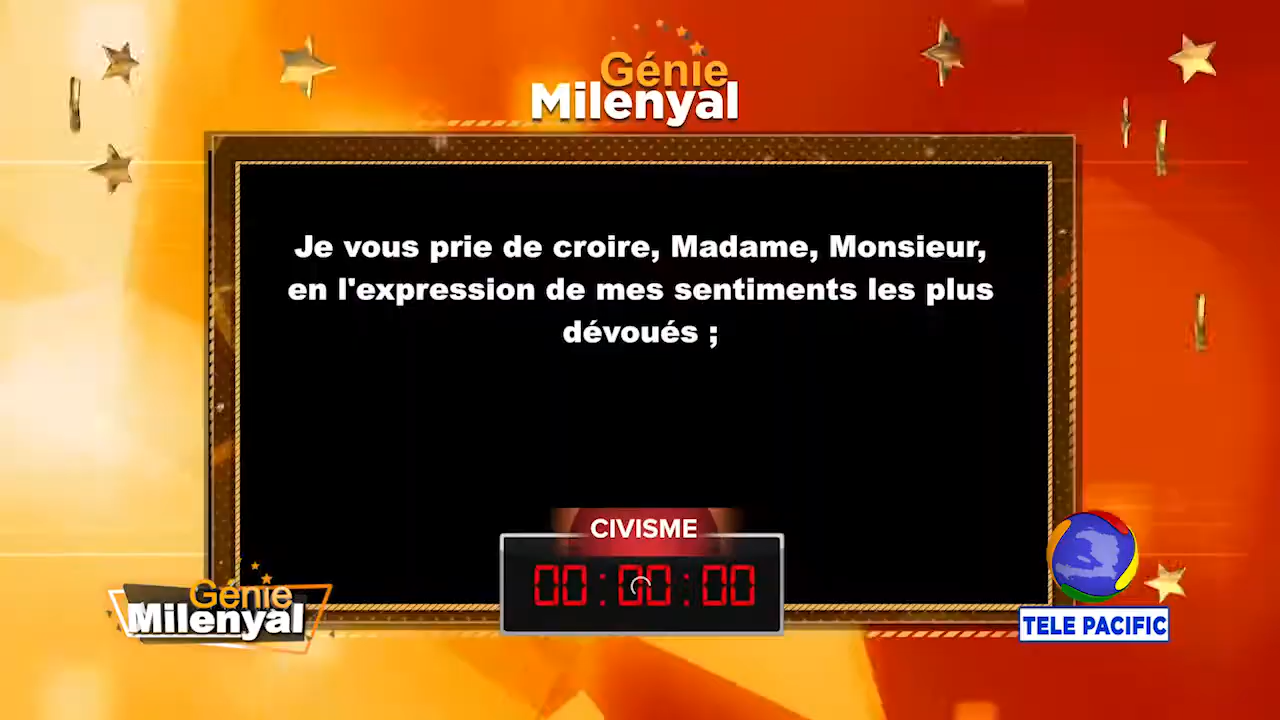 Génie
Milenyal
Je vous prie de croire, Madame, Monsieur,
en l'expression de mes sentiments les plus
dévoués ;
CIVISME
00:00:00
Génie
Milenyal
TELE PACIFIC